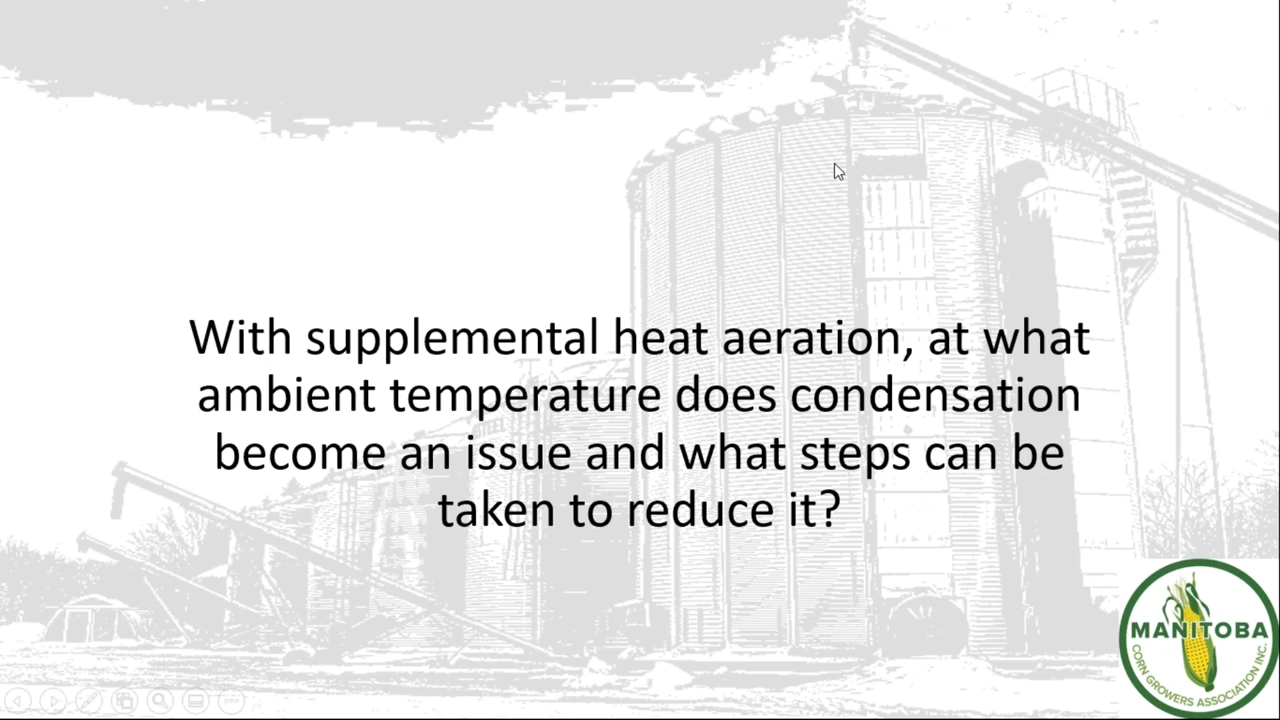 With supplemental heat aeration, at what
ambient temperature does condensation
become an issue and what steps can be
taken to reduce it?
MANITOBA
CORN GROWERS ASSOCIATION INC.